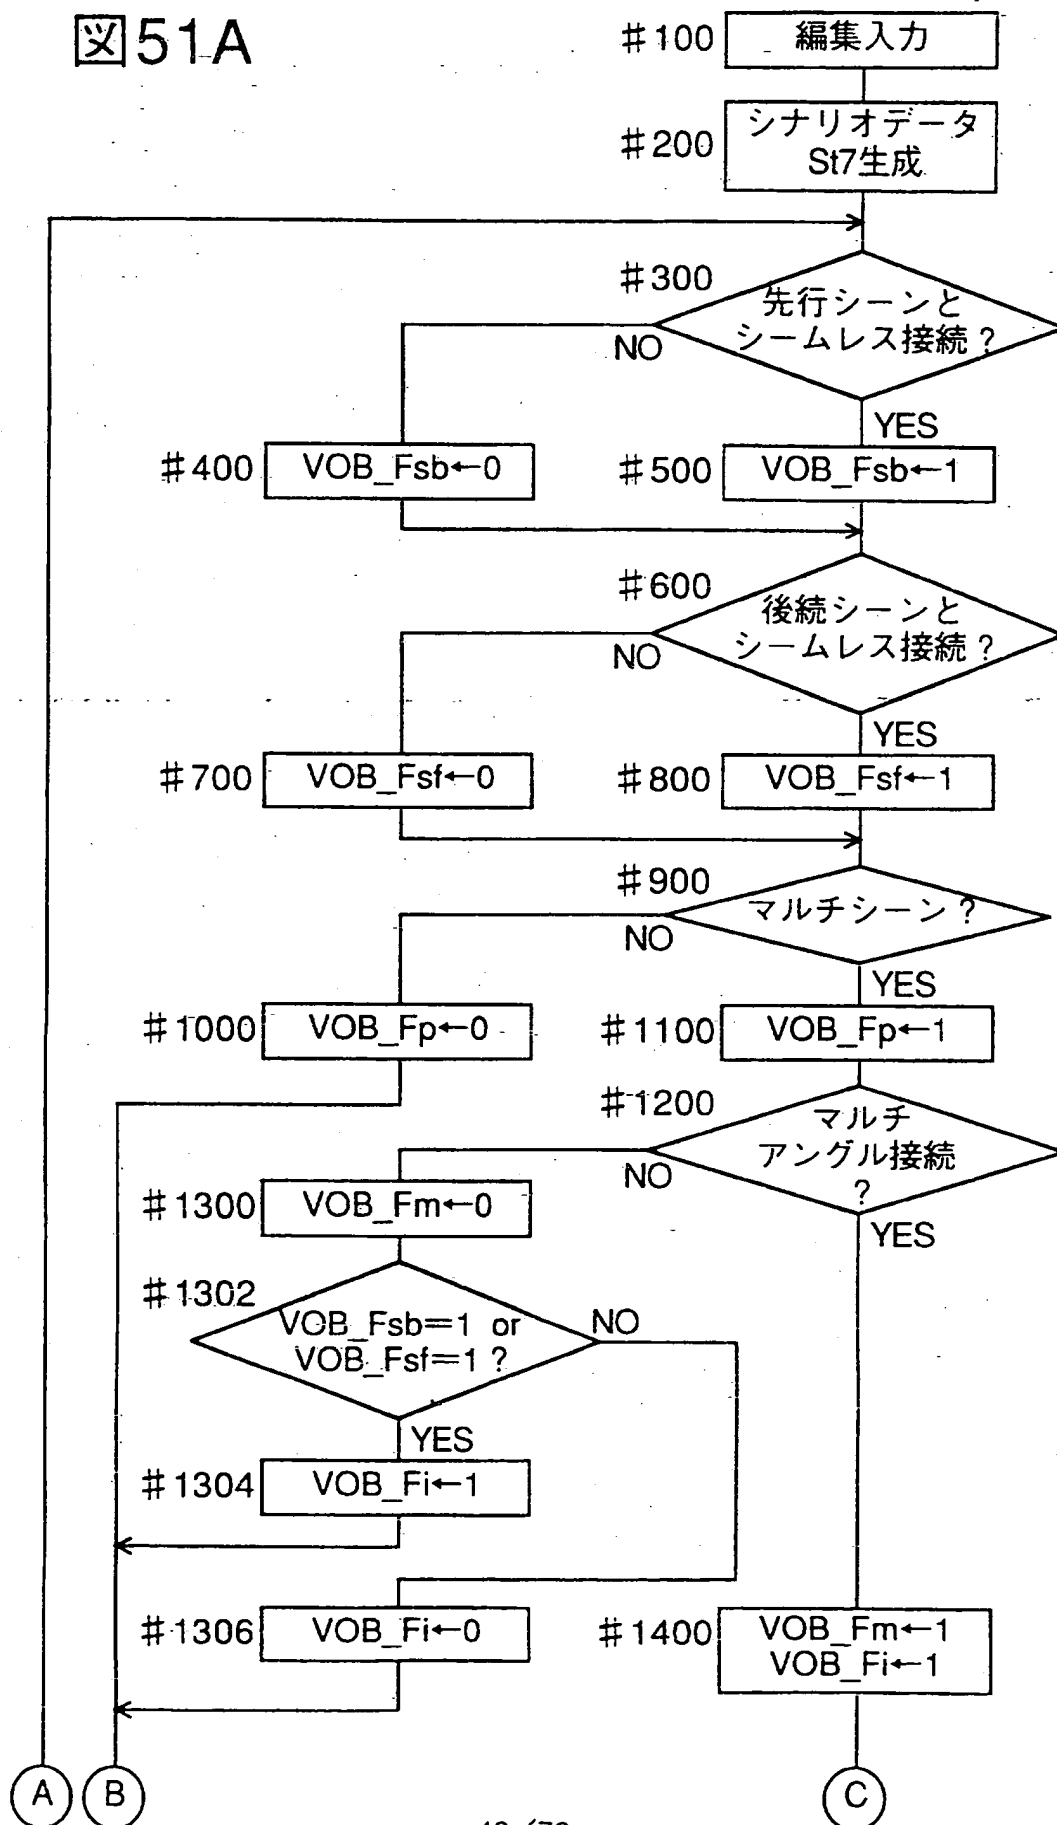 図51A
#100 編集入力
#200 シナリオデータ
St7生成
#300 先行シーンと
シームレス接続?
NO
YES
#400 VOB_Fsb←0
#500 VOB_Fsb←1
#600 後続シーンと
シームレス接続?
NO
YES
#700 VOB_Fsf←0
#800 VOB_Fsf←1
#900 マルチシーン?
NO
YES
#1000 VOB_Fp←0
#1100 VOB_Fp←1
#1200 マルチ
アングル接続
?
NO
YES
#1300 VOB_Fm←0
#1302 VOB_Fsb=1 or
VOB_Fsf=1?
NO
YES
#1304 VOB_Fi←1
#1306 VOB_Fi←0
#1400 VOB_Fm←1
VOB_Fi←1
A B C